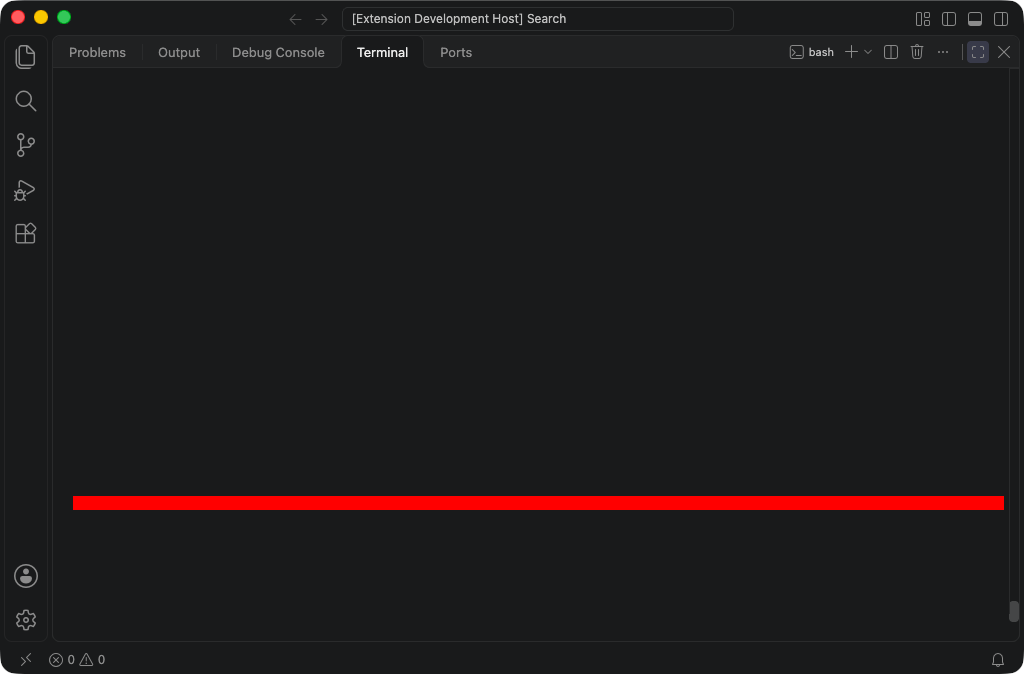 [Extension Development Host] Search
Problems
Output
Debug Console
Terminal
Ports
bash
0
0